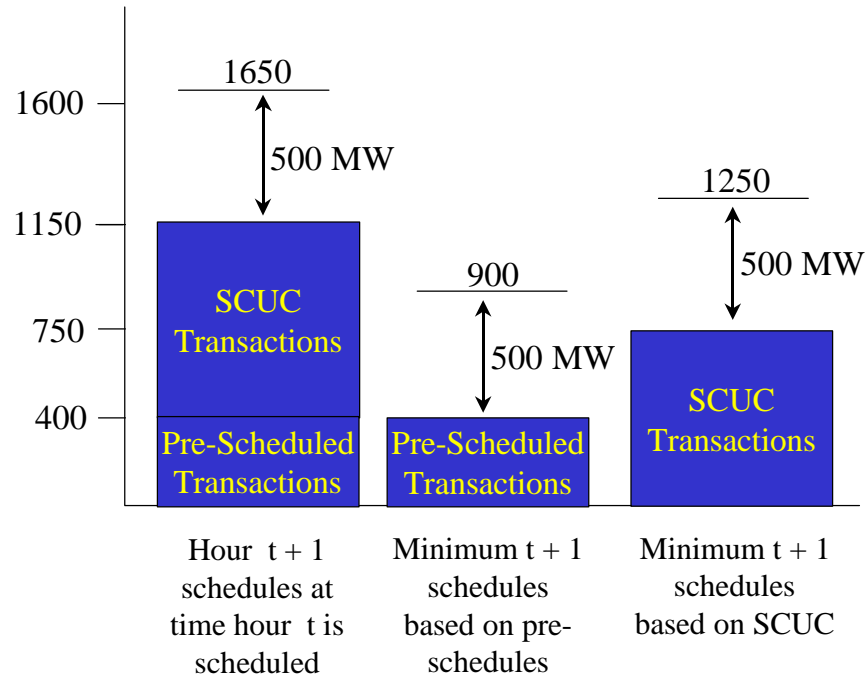 1650
1600
500 MW
1150
SCUC
Transactions
750
400
Pre-Scheduled
Transactions
900
500 MW
Pre-Scheduled
Transactions
1250
500 MW
SCUC
Transactions
Hour t + 1
schedules at
time hour t is
scheduled
Minimum t + 1
schedules
based on pre-
schedules
Minimum t + 1
schedules
based on SCUC